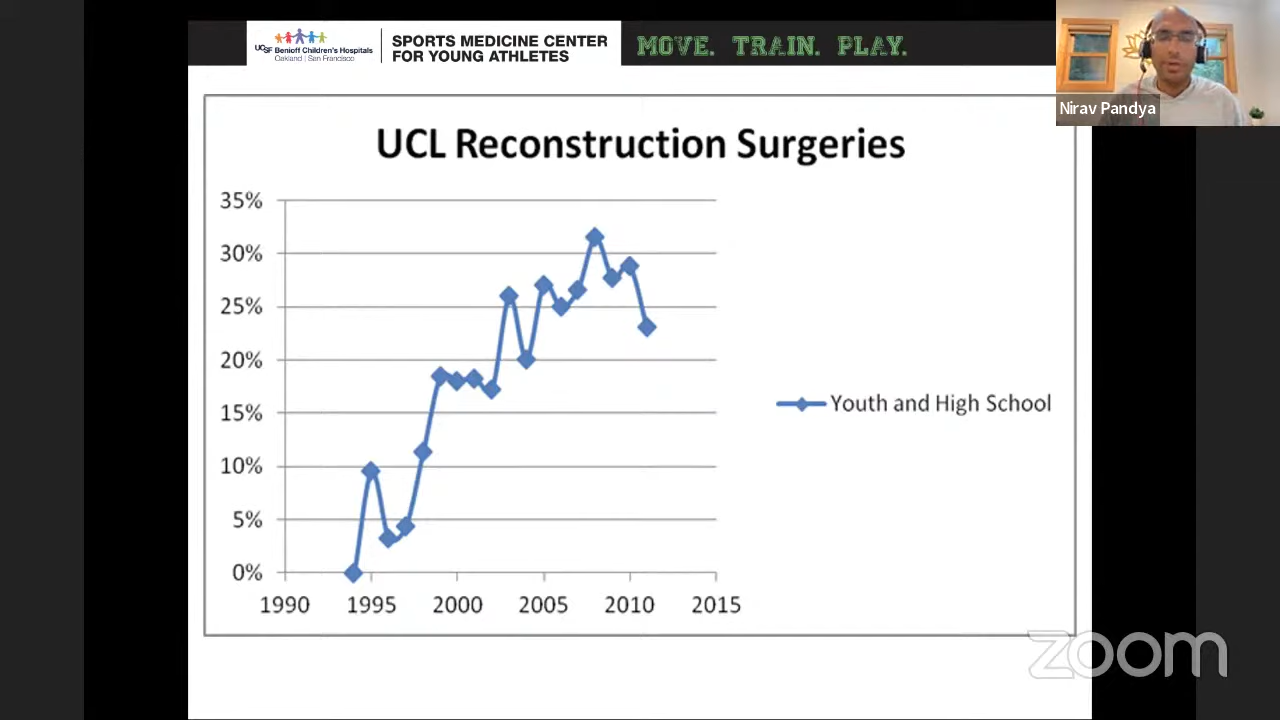 UCSF Benioff Children's Hospitals
Oakland | San Francisco
SPORTS MEDICINE CENTER
FOR YOUNG ATHLETES
MOVE. TRAIN. PLAY.
Nirav Pandya
UCL Reconstruction Surgeries
35%
30%
25%
20%
15%
10%
5%
0%
1990 1995 2000 2005 2010 2015
Youth and High School
zoom